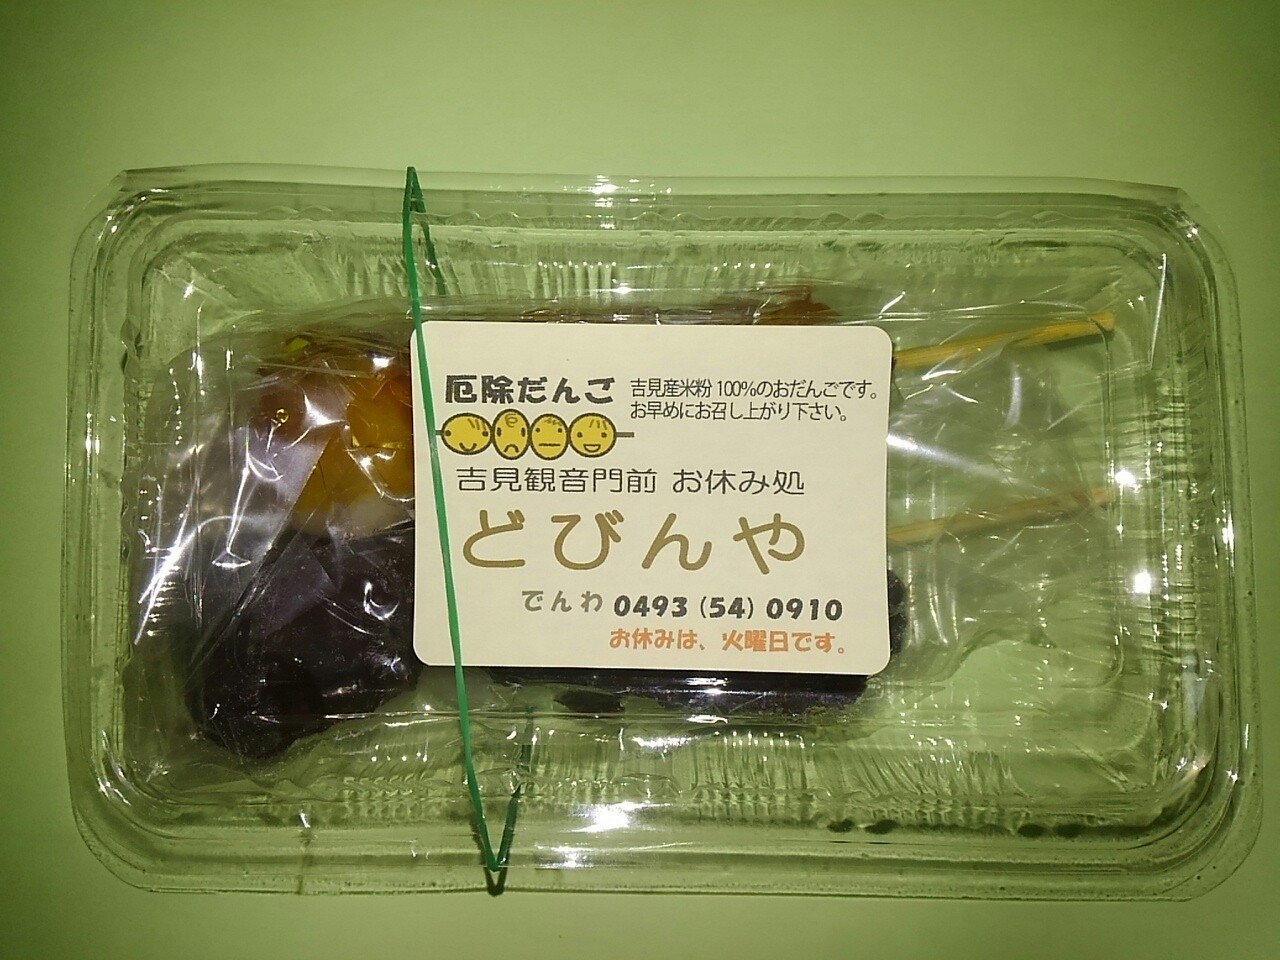 厄除だんご
吉見産米粉100%のおだんごです。
お早めにお召し上がり下さい。
吉見観音門前 お休み処
どびんや
でんわ 0493 (54) 0910
お休みは、火曜日です。